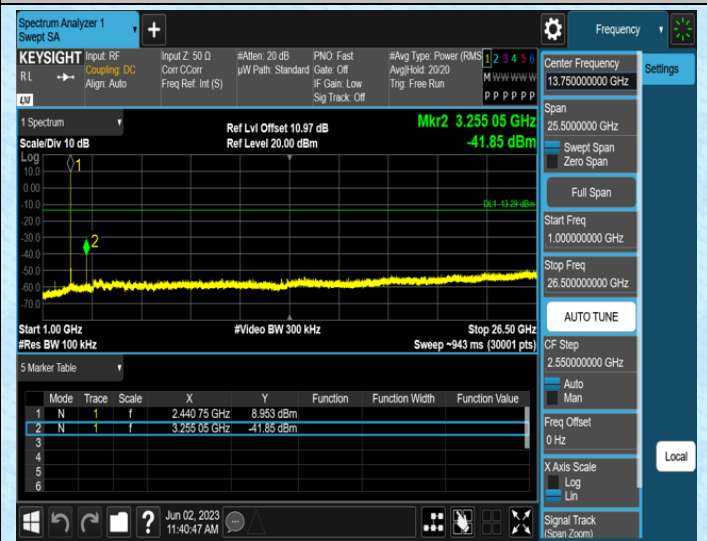 Spectrum Analyzer 1
Swept SA
Frequency
KEYSIGHT
RL
LXI
Input: RF
Coupling: DC
Align: Auto
Input Z: 50 Ω
Corr CCorr
Freq Ref: Int (S)
#Atten: 20 dB
µW Path: Standard
PNO: Fast
Gate: Off
IF Gain: Low
Sig Track: Off
#Avg Type: Power (RMS)
Avg|Hold: 20/20
Trig: Free Run
1 2 3 4 5 6
M W W W W W
P P P P P P
1 Spectrum
Scale/Div 10 dB
Ref Lvl Offset 10.97 dB
Ref Level 20.00 dBm
Mkr2 3.255 05 GHz
-41.85 dBm
Log
10.0
0.00
-10.0
-20.0
-30.0
-40.0
-50.0
-60.0
-70.0
1
2
DL1 -13.29 dBm
Start 1.00 GHz
#Video BW 300 kHz
Stop 26.50 GHz
#Res BW 100 kHz
Sweep ~943 ms (30001 pts)
5 Marker Table
Mode Trace Scale X Y Function Function Width Function Value
1 N 1 f 2.440 75 GHz 8.953 dBm
2 N 1 f 3.255 05 GHz -41.85 dBm
3
4
5
6
Jun 02, 2023
11:40:47 AM
Center Frequency
13.750000000 GHz
Settings
Span
25.5000000 GHz
Swept Span
Zero Span
Full Span
Start Freq
1.000000000 GHz
Stop Freq
26.500000000 GHz
AUTO TUNE
CF Step
2.550000000 GHz
Auto
Man
Freq Offset
0 Hz
X Axis Scale
Log
Lin
Local
Signal Track
(Span Zoom)